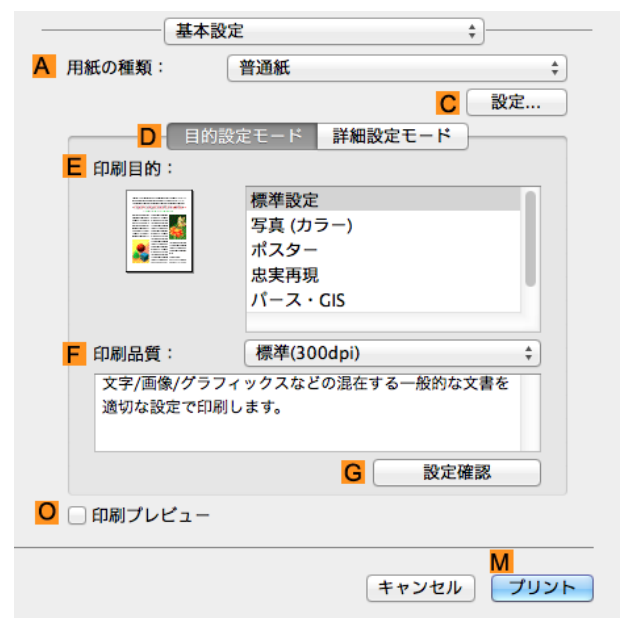 基本設定
A 用紙の種類： 普通紙
C 設定...
D 目的設定モード 詳細設定モード
E 印刷目的：
標準設定
写真 (カラー)
ポスター
忠実再現
パース・GIS
F 印刷品質： 標準(300dpi)
文字/画像/グラフィックスなどの混在する一般的な文書を
適切な設定で印刷します。
G 設定確認
O 印刷プレビュー
M
キャンセル プリント